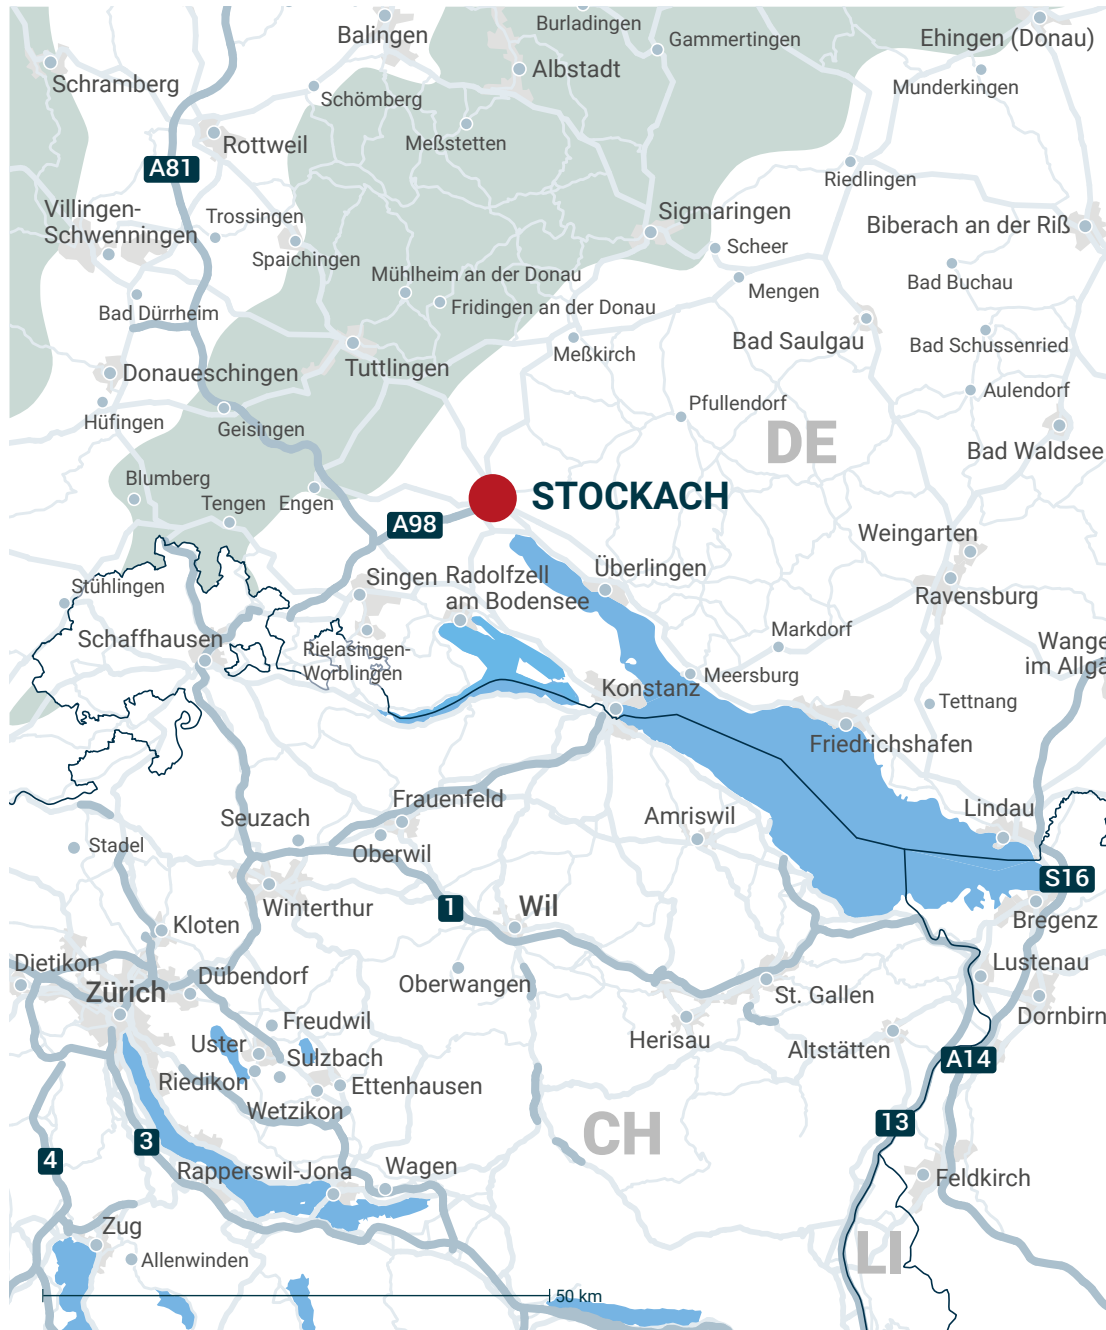 Burladingen
Balingen
Gammertingen
Ehingen (Donau)
Schramberg
Albstadt
Munderkingen
Schömberg
Rottweil
Meßstetten
A81
Riedlingen
Villingen-
Schwenningen
Trossingen
Sigmaringen
Biberach an der Riß
Spaichingen
Scheer
Mühlheim an der Donau
Mengen
Bad Buchau
Bad Dürrheim
Fridingen an der Donau
Bad Saulgau
Bad Schussenried
Meßkirch
Donaueschingen
Tuttlingen
Aulendorf
Hüfingen
Geisingen
Pfullendorf
DE
Bad Waldsee
Blumberg
Tengen
Engen
STOCKACH
A98
Weingarten
Stühlingen
Singen
Radolfzell
am Bodensee
Überlingen
Ravensburg
Schaffhausen
Rielasingen-
Worblingen
Markdorf
Wange
im Allgä
Konstanz
Meersburg
Tettnang
Friedrichshafen
Seuzach
Frauenfeld
Amriswil
Lindau
Stadel
Oberwil
S16
Winterthur
1
Wil
Bregenz
Kloten
Dietikon
Dübendorf
Oberwangen
Lustenau
Zürich
St. Gallen
Freudwil
Dornbirn
Uster
Sulzbach
Herisau
Altstätten
A14
Riedikon
Ettenhausen
Wetzikon
CH
13
3
4
Rapperswil-Jona
Wagen
Feldkirch
Zug
Allenwinden
LI
50 km